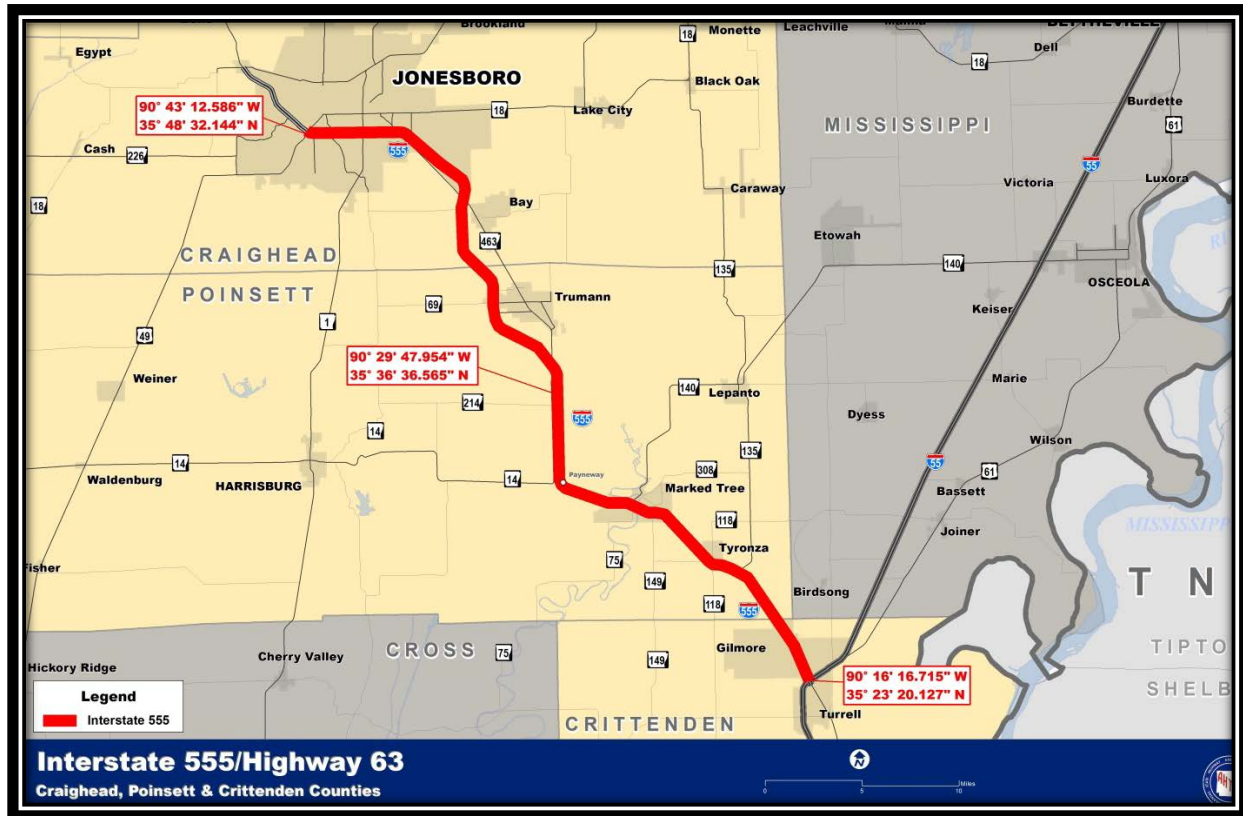 Brookland
Leachville
Egypt
18
Monette
Dell
JONESBORO
18
Black Oak
90° 43' 12.586" W
35° 48' 32.144" N
18
Lake City
Burdette
MISSISSIPPI
61
Cash
226
555
55
Caraway
Victoria
Luxora
18
Bay
Etowah
463
CRAIGHEAD
135
140
OSCEOLA
POINSETT
69
Trumann
Keiser
1
49
90° 29' 47.954" W
35° 36' 36.565" N
Weiner
140
Lepanto
Marie
214
555
Dyess
14
Wilson
135
14
308
55
61
Waldenburg
HARRISBURG
14
Payneway
Marked Tree
Bassett
118
Joiner
MISSISSIPP
Tyronza
75
Fisher
149
T N
Birdsong
118
555
CROSS
75
Gilmore
TIPTO
Hickory Ridge
Cherry Valley
149
90° 16' 16.715" W
35° 23' 20.127" N
SHELB
Legend
Interstate 555
Turrell
CRITTENDEN
Interstate 555/Highway 63
Craighead, Poinsett & Crittenden Counties
N
0 5 10 Miles